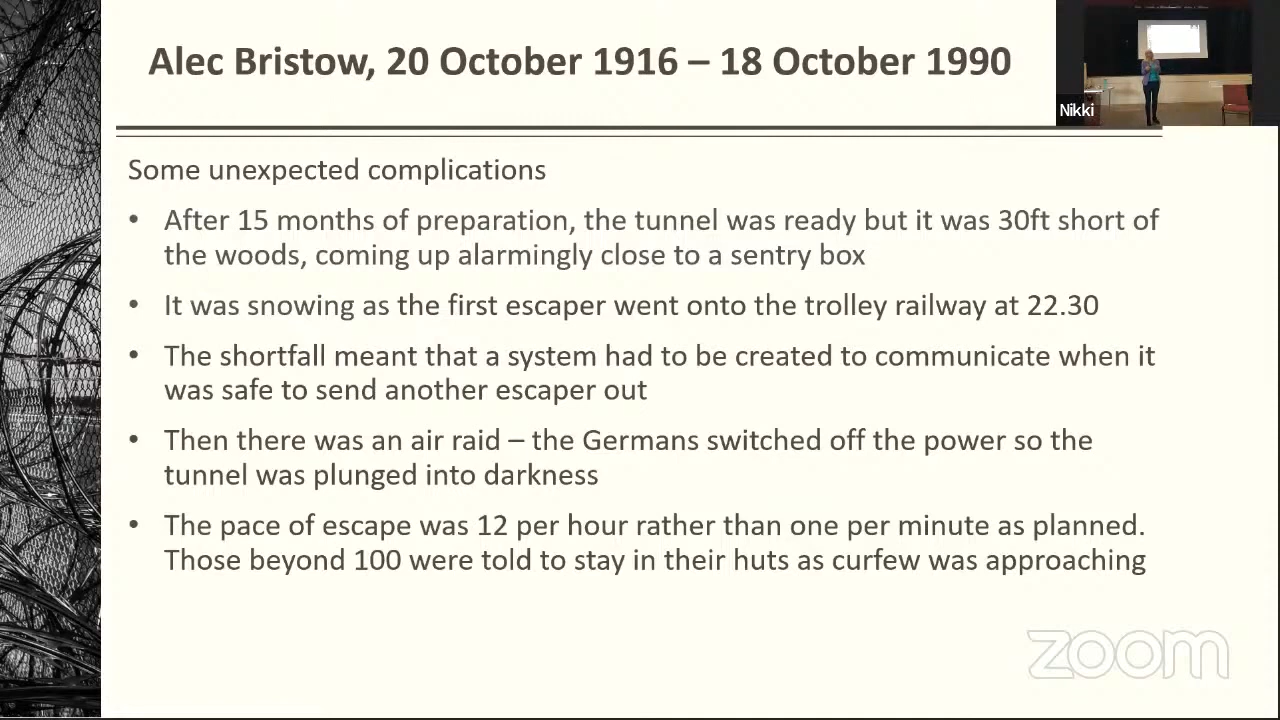 Alec Bristow, 20 October 1916 – 18 October 1990
Nikki
Some unexpected complications
• After 15 months of preparation, the tunnel was ready but it was 30ft short of
the woods, coming up alarmingly close to a sentry box
• It was snowing as the first escaper went onto the trolley railway at 22.30
• The shortfall meant that a system had to be created to communicate when it
was safe to send another escaper out
• Then there was an air raid – the Germans switched off the power so the
tunnel was plunged into darkness
• The pace of escape was 12 per hour rather than one per minute as planned.
Those beyond 100 were told to stay in their huts as curfew was approaching
zoom